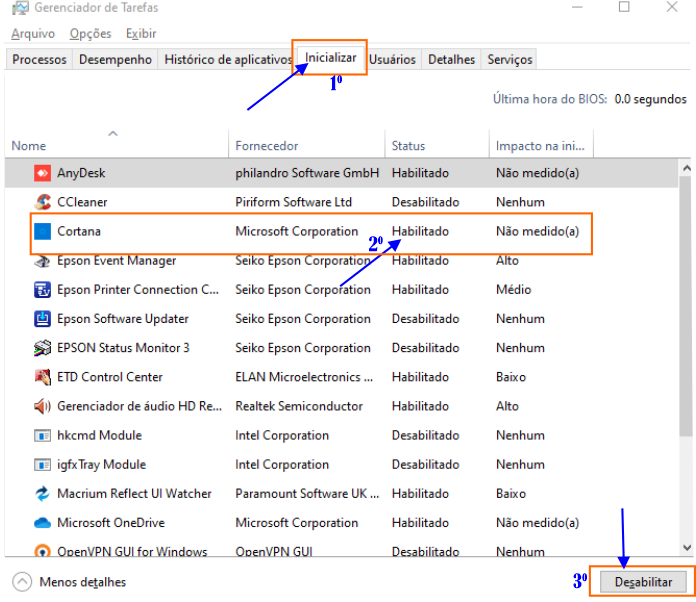 Gerenciador de Tarefas
Arquivo Opções Exibir
Processos Desempenho Histórico de aplicativos Inicializar Usuários Detalhes Serviços
1º
Última hora do BIOS: 0.0 segundos
Nome Fornecedor Status Impacto na ini...
AnyDesk philandro Software GmbH Habilitado Não medido(a)
CCleaner Piriform Software Ltd Desabilitado Nenhum
Cortana Microsoft Corporation Habilitado Não medido(a)
2º
Epson Event Manager Seiko Epson Corporation Habilitado Alto
Epson Printer Connection C... Seiko Epson Corporation Habilitado Médio
Epson Software Updater Seiko Epson Corporation Desabilitado Nenhum
EPSON Status Monitor 3 Seiko Epson Corporation Desabilitado Nenhum
ETD Control Center ELAN Microelectronics ... Habilitado Baixo
Gerenciador de áudio HD Re... Realtek Semiconductor Habilitado Alto
hkcmd Module Intel Corporation Desabilitado Nenhum
igfxTray Module Intel Corporation Desabilitado Nenhum
Macrium Reflect UI Watcher Paramount Software UK ... Habilitado Baixo
Microsoft OneDrive Microsoft Corporation Habilitado Não medido(a)
OpenVPN GUI for Windows OpenVPN GUI Desabilitado Nenhum
Menos detalhes 3º Desabilitar